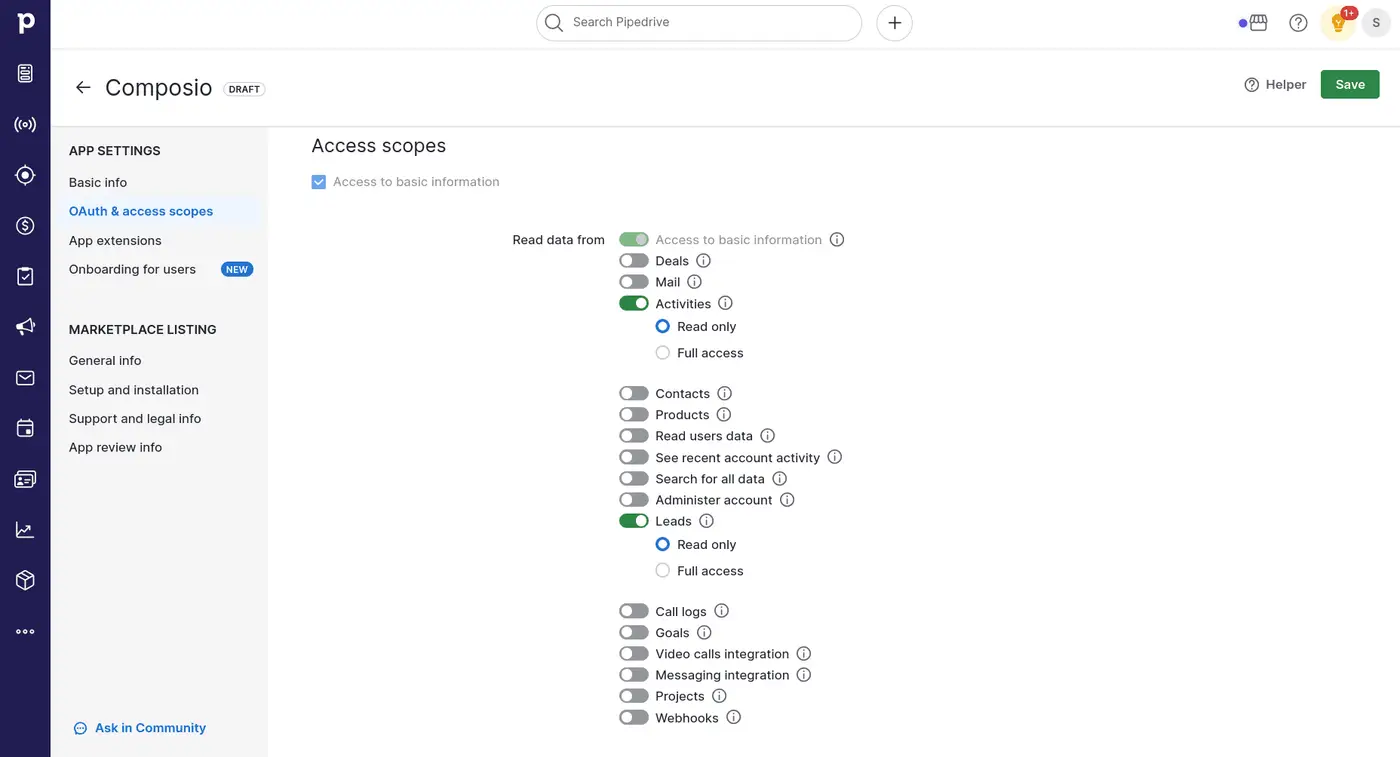 p
Search Pipedrive
1+
S
Composio DRAFT
Helper
Save
APP SETTINGS
Basic info
OAuth & access scopes
App extensions
Onboarding for users NEW
MARKETPLACE LISTING
General info
Setup and installation
Support and legal info
App review info
Ask in Community
Access scopes
Access to basic information
Read data from
Access to basic information
Deals
Mail
Activities
Read only
Full access
Contacts
Products
Read users data
See recent account activity
Search for all data
Administer account
Leads
Read only
Full access
Call logs
Goals
Video calls integration
Messaging integration
Projects
Webhooks